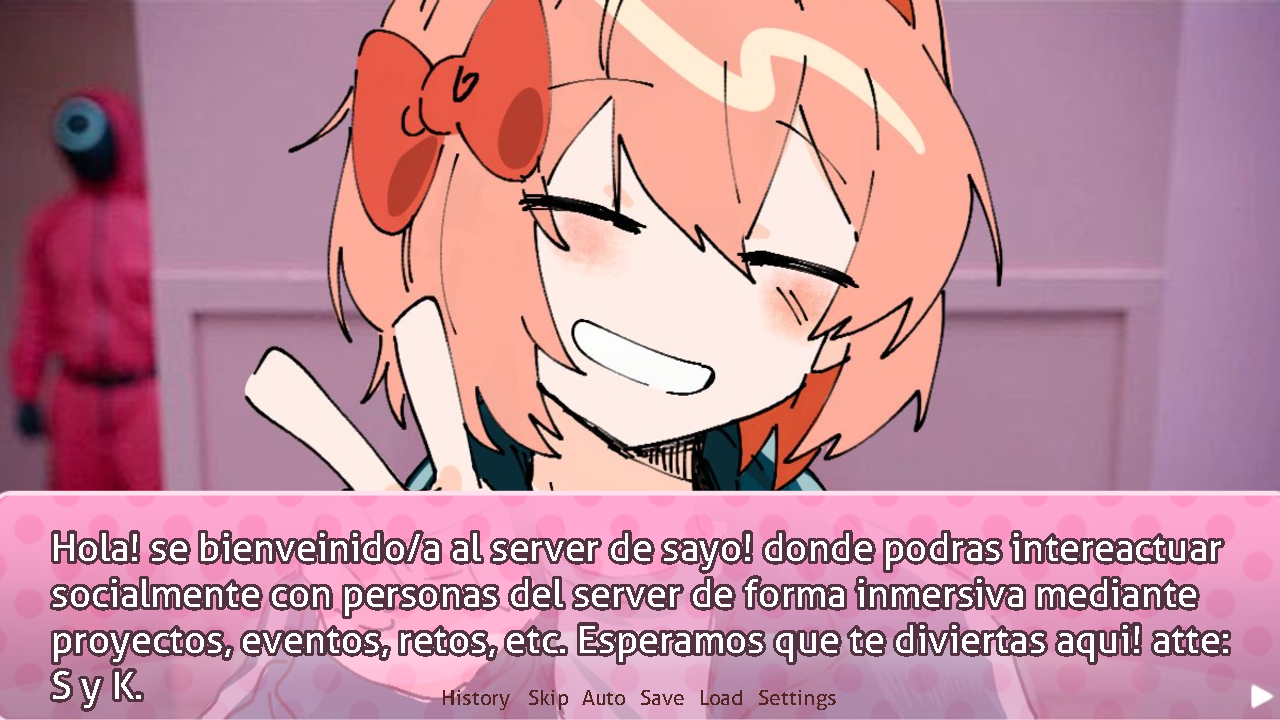 Hola! se bienveinido/a al server de sayo! donde podras intereactuar
socialmente con personas del server de forma inmersiva mediante
proyectos, eventos, retos, etc. Esperamos que te diviertas aqui! atte:
S y K.
History Skip Auto Save Load Settings